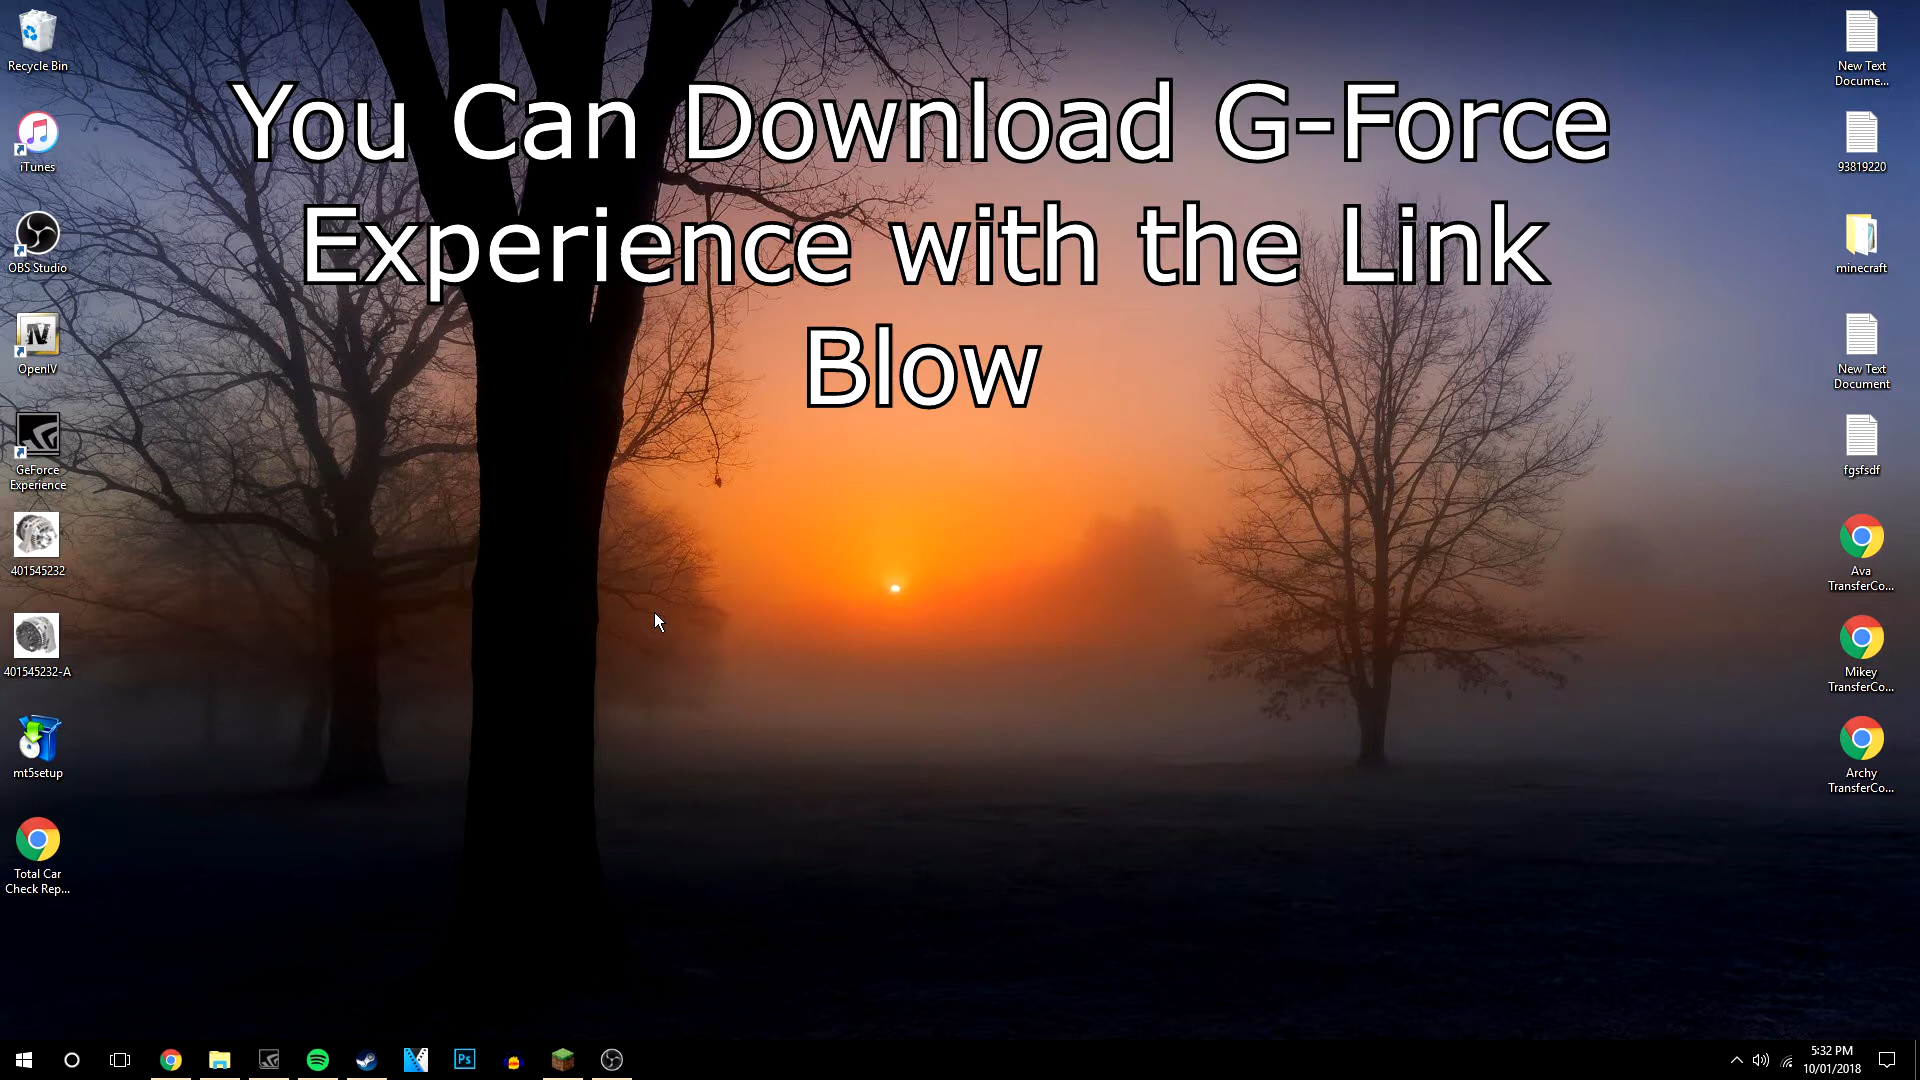 You Can Download G-Force
Experience with the Link
Blow
Recycle Bin
iTunes
OBS Studio
OpenIV
GeForce
Experience
401545232
401545232-A
mt5setup
Total Car
Check Rep...
New Text
Docume...
93819220
minecraft
New Text
Document
fgsfsdf
Ava
TransferCo...
Mikey
TransferCo...
Archy
TransferCo...
Ps
5:32 PM
10/01/2018